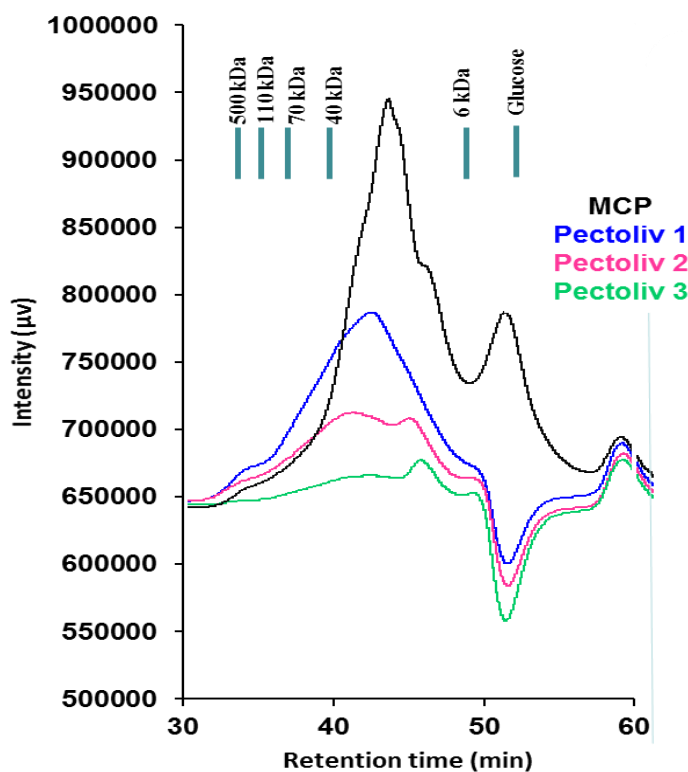 1000000
950000
900000
850000
800000
750000
700000
650000
600000
550000
500000
Intensity (µv)
500 kDa
110 kDa
70 kDa
40 kDa
6 kDa
Glucose
MCP
Pectoliv 1
Pectoliv 2
Pectoliv 3
30 40 50 60
Retention time (min)